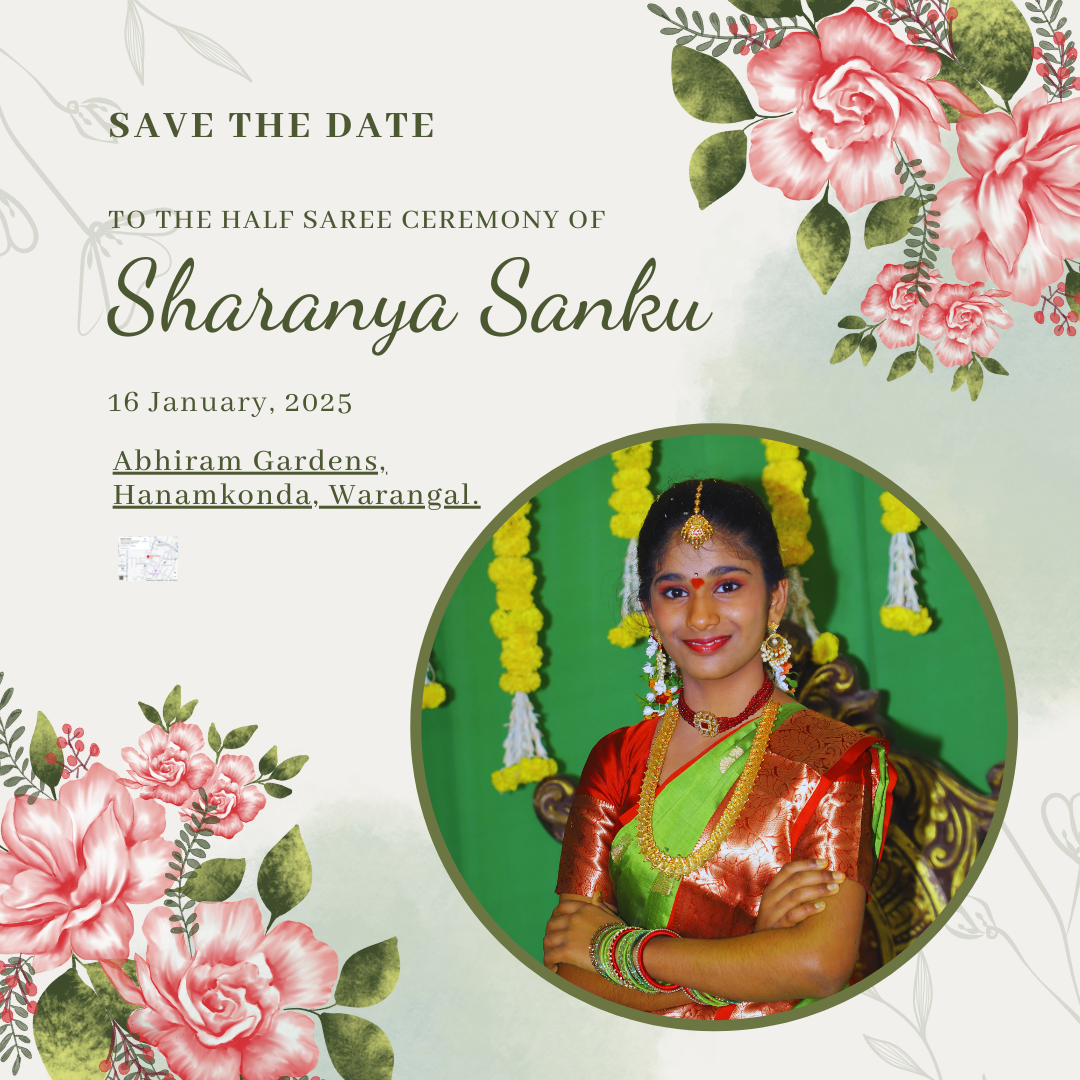 SAVE THE DATE
TO THE HALF SAREE CEREMONY OF
Sharanya Sanku
16 January, 2025
Abhiram Gardens,
Hanamkonda, Warangal.